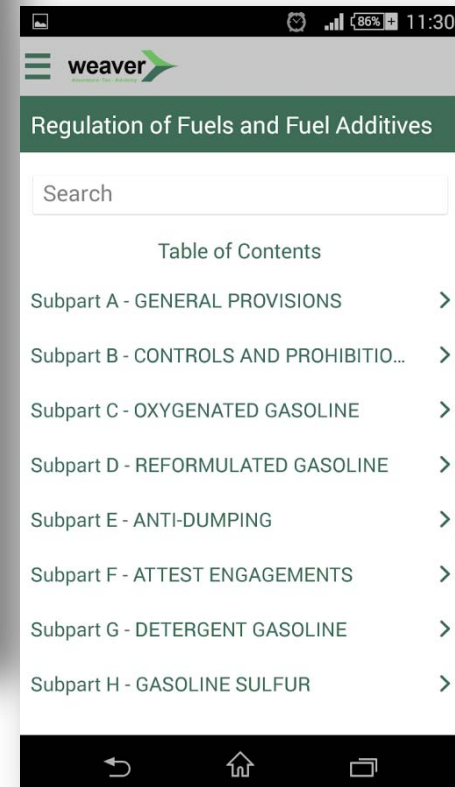 86% 11:30
weaver
Regulation of Fuels and Fuel Additives
Search
Table of Contents
Subpart A - GENERAL PROVISIONS
Subpart B - CONTROLS AND PROHIBITIO...
Subpart C - OXYGENATED GASOLINE
Subpart D - REFORMULATED GASOLINE
Subpart E - ANTI-DUMPING
Subpart F - ATTEST ENGAGEMENTS
Subpart G - DETERGENT GASOLINE
Subpart H - GASOLINE SULFUR